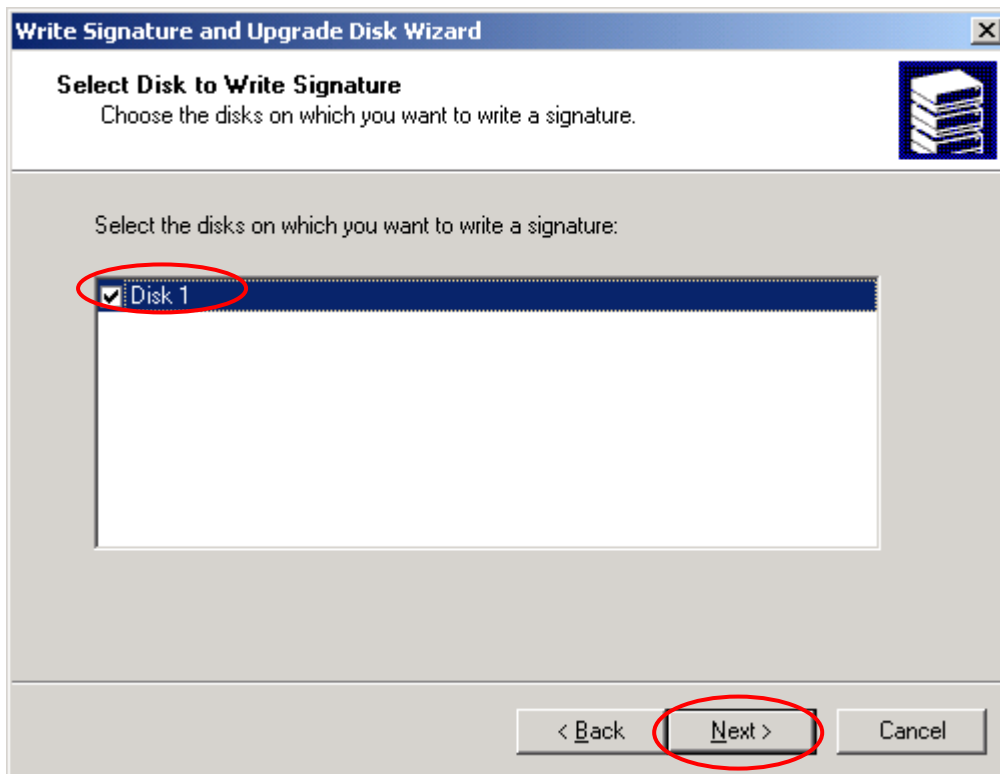 Write Signature and Upgrade Disk Wizard
Select Disk to Write Signature
Choose the disks on which you want to write a signature.
Select the disks on which you want to write a signature:
Disk 1
< Back Next > Cancel